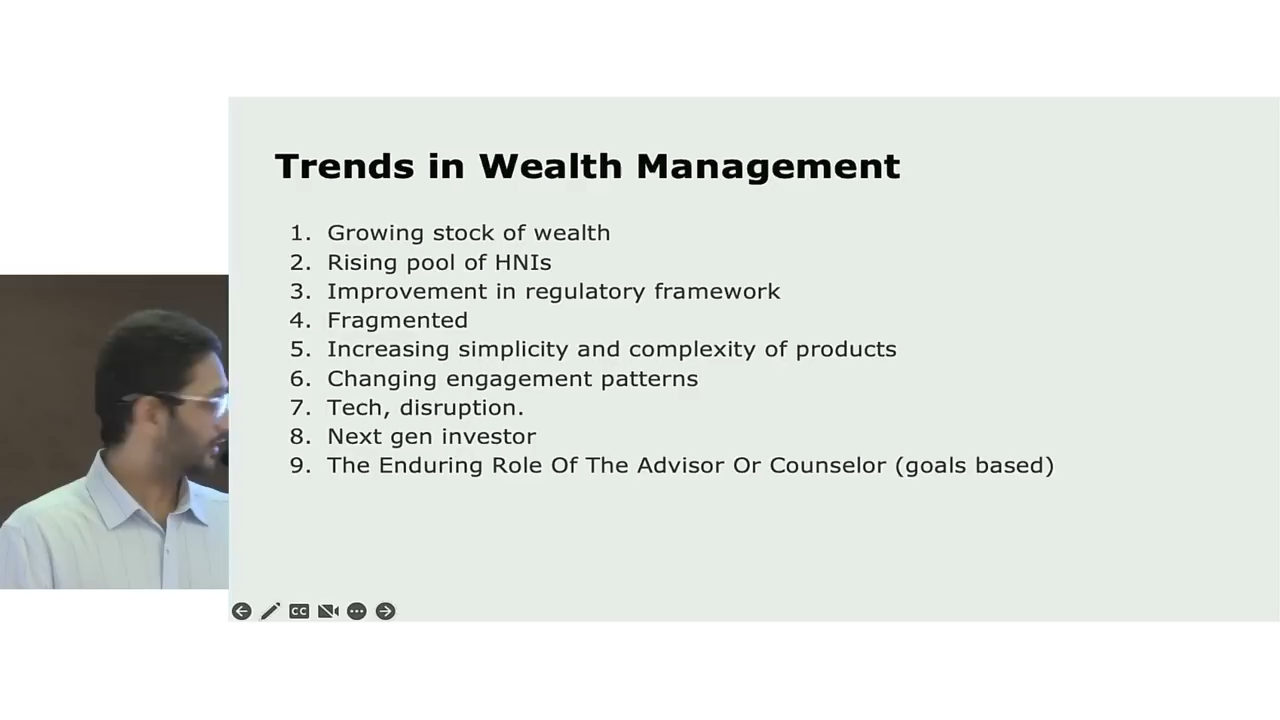 Trends in Wealth Management
1. Growing stock of wealth
2. Rising pool of HNIs
3. Improvement in regulatory framework
4. Fragmented
5. Increasing simplicity and complexity of products
6. Changing engagement patterns
7. Tech, disruption.
8. Next gen investor
9. The Enduring Role Of The Advisor Or Counselor (goals based)
CC